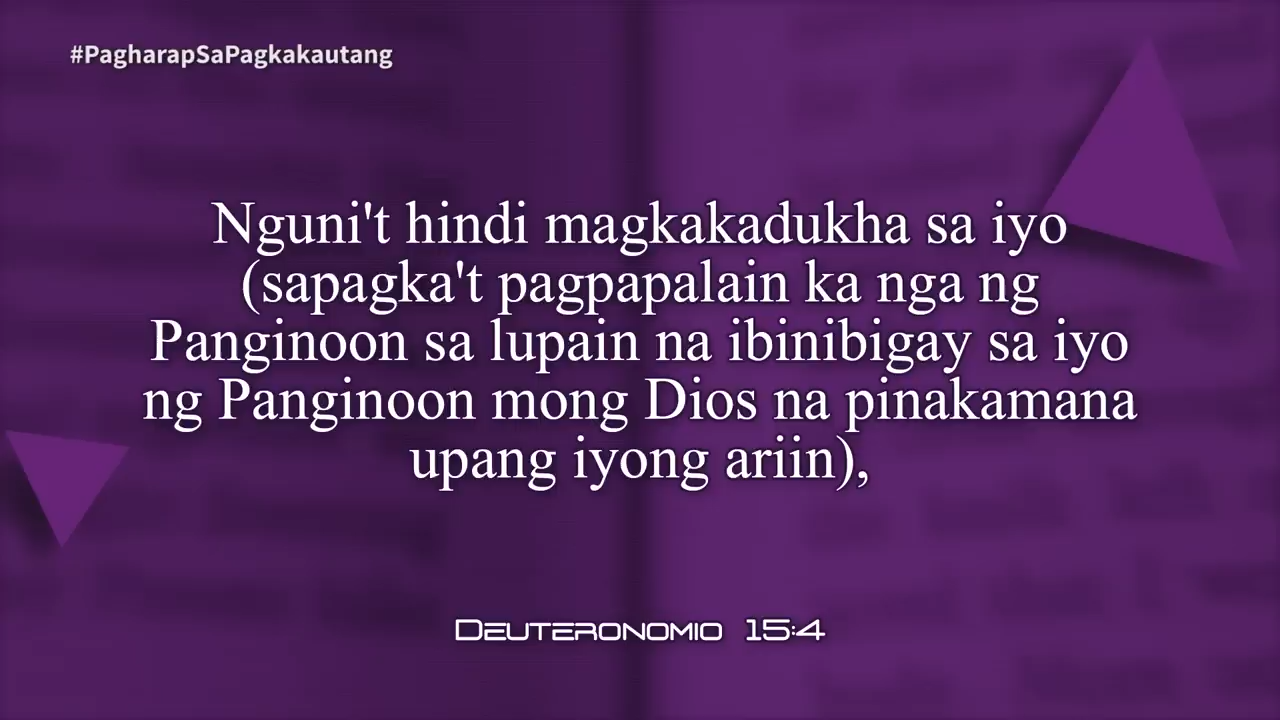 #PagharapSaPagkakautang
Nguni't hindi magkakadukha sa iyo
(sapagka't pagpapalain ka nga ng
Panginoon sa lupain na ibinibigay sa iyo
ng Panginoon mong Dios na pinakamana
upang iyong ariin),
Deuteronomio 15:4